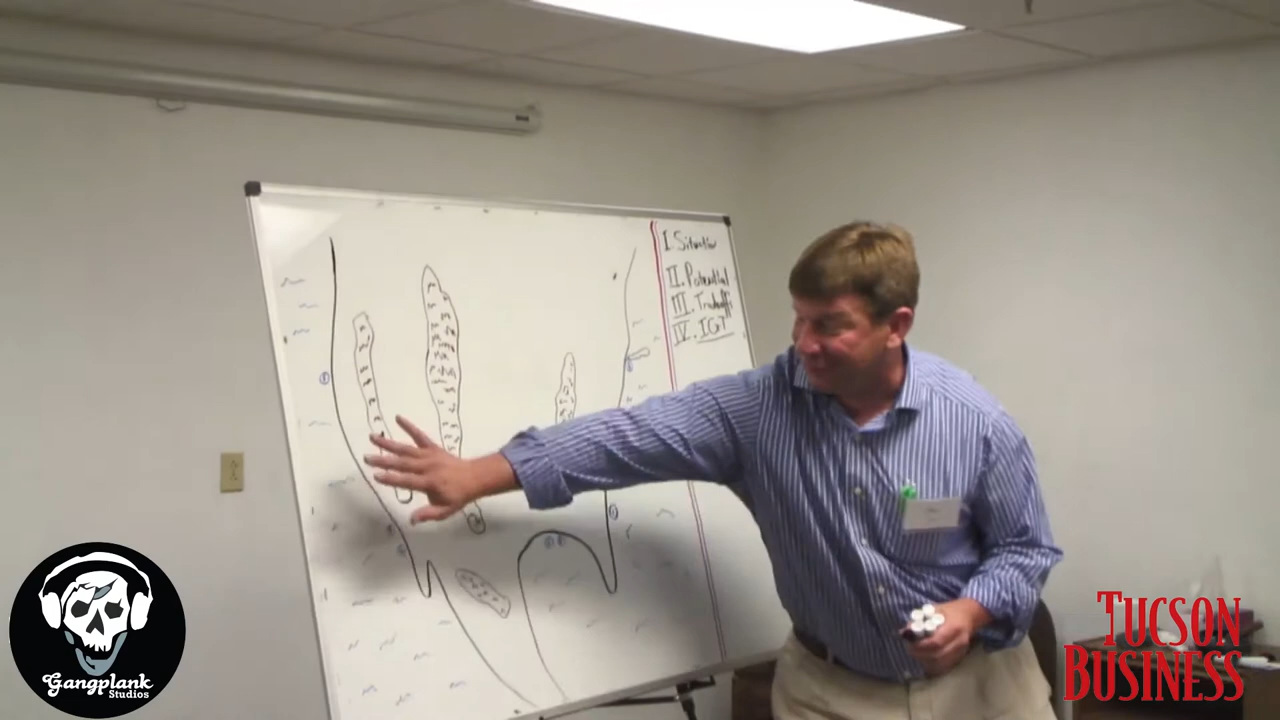 I. Situation
II. Potential
III. Tradeoffs
IV. IGT
Gangplank
Studios
TUCSON
BUSINESS